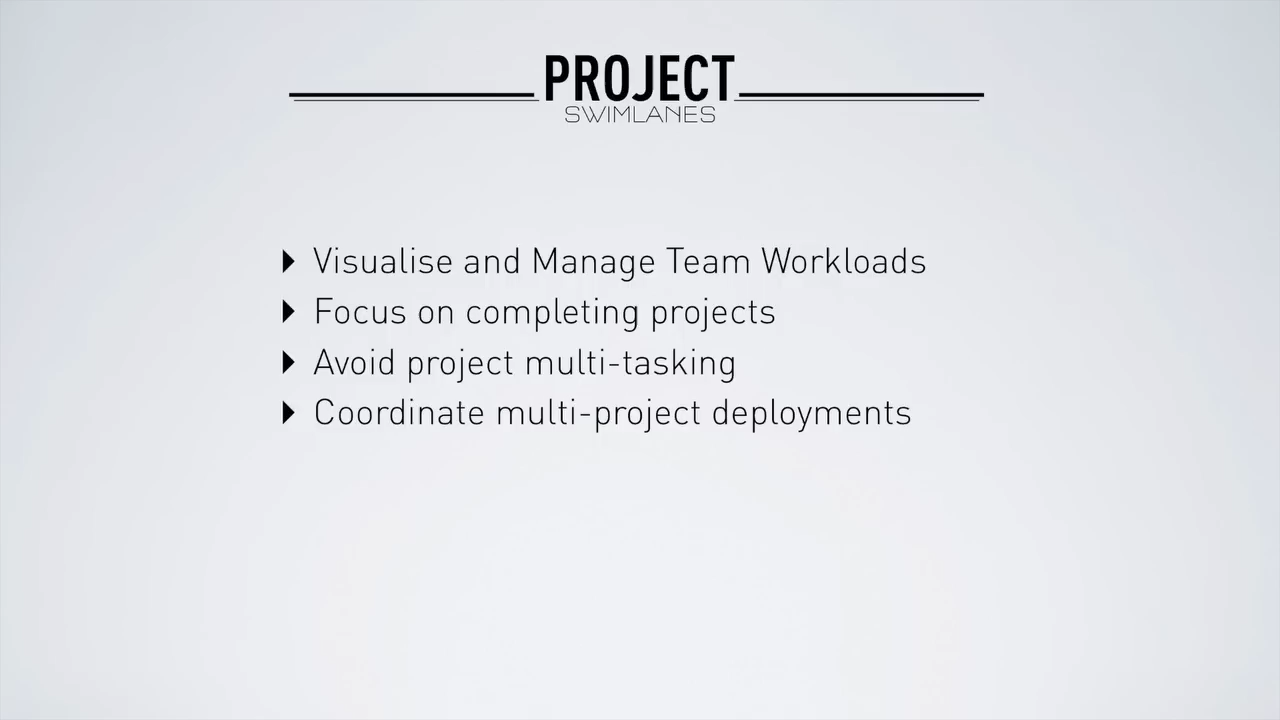 PROJECT
SWIMLANES
Visualise and Manage Team Workloads
Focus on completing projects
Avoid project multi-tasking
Coordinate multi-project deployments